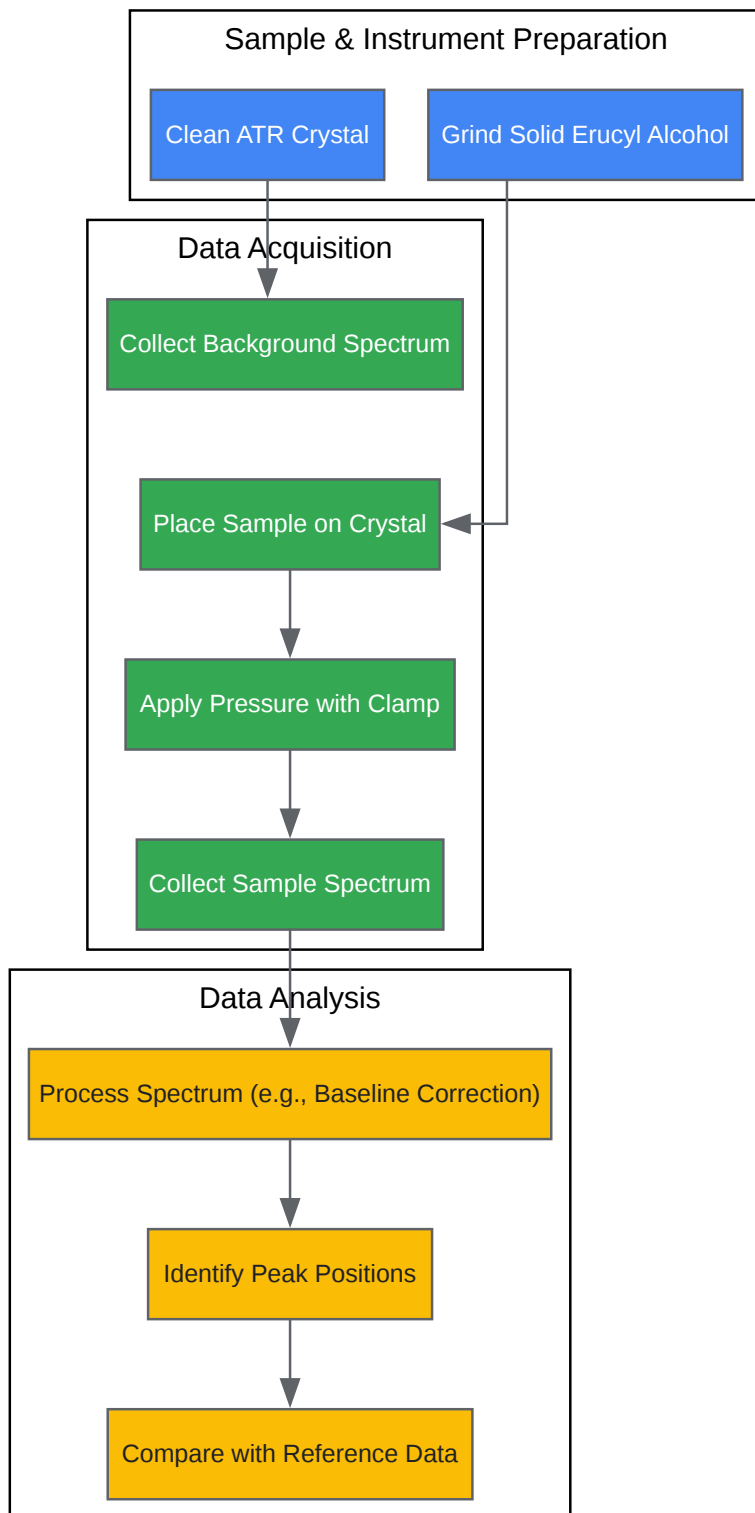 Sample & Instrument Preparation
Clean ATR Crystal
Grind Solid Erucyl Alcohol
Data Acquisition
Collect Background Spectrum
Place Sample on Crystal
Apply Pressure with Clamp
Collect Sample Spectrum
Data Analysis
Process Spectrum (e.g., Baseline Correction)
Identify Peak Positions
Compare with Reference Data